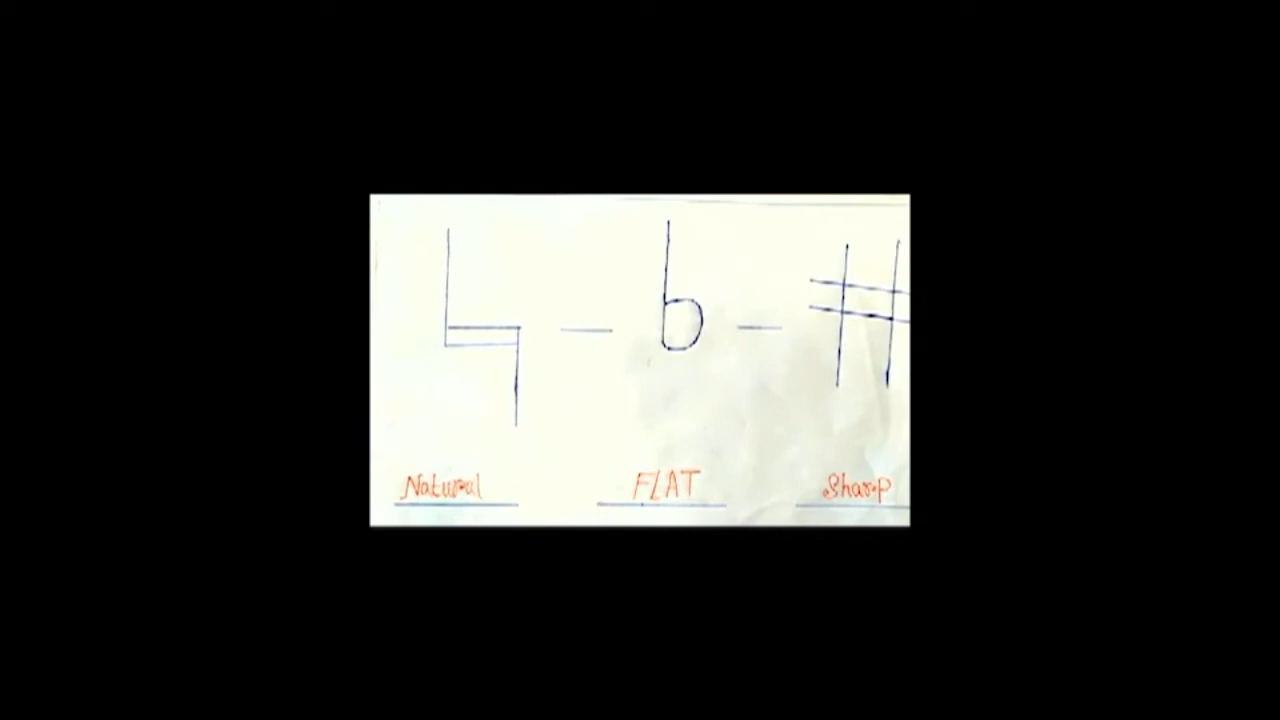 ♮ — ♭ — #
Natural FLAT Sharp